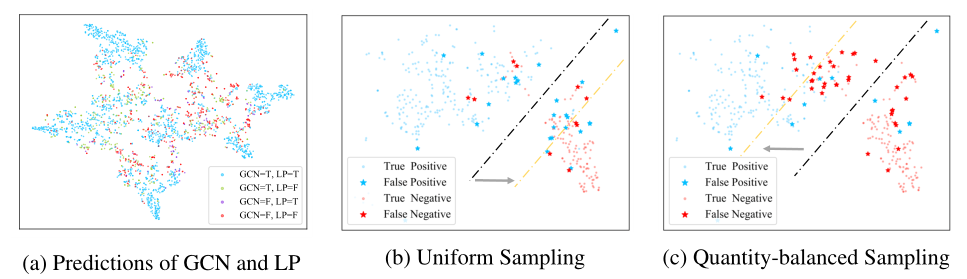 GCN=T, LP=T
GCN=T, LP=F
GCN=F, LP=T
GCN=F, LP=F
(a) Predictions of GCN and LP
True Positive
False Positive
True Negative
False Negative
(b) Uniform Sampling
True Positive
False Positive
True Negative
False Negative
(c) Quantity-balanced Sampling